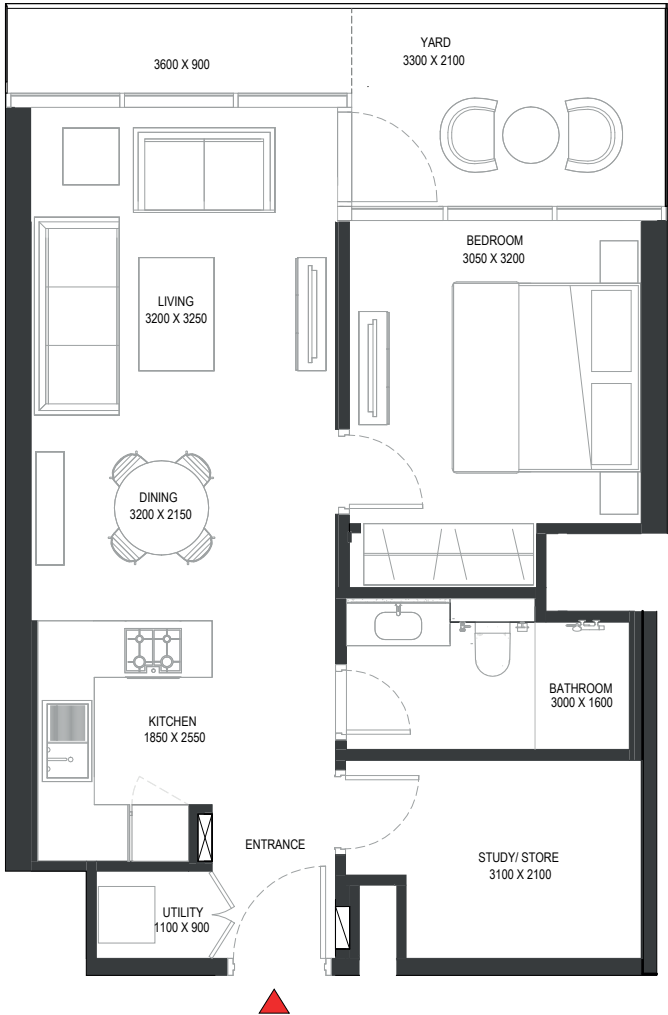 YARD
3300 X 2100
3600 X 900
BEDROOM
3050 X 3200
LIVING
3200 X 3250
DINING
3200 X 2150
BATHROOM
3000 X 1600
KITCHEN
1850 X 2550
ENTRANCE
STUDY/ STORE
3100 X 2100
UTILITY
1100 X 900